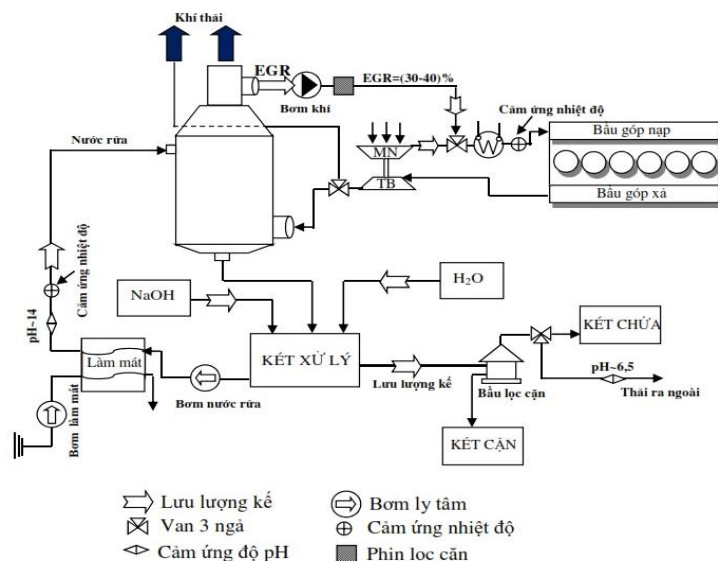 Khí thải
EGR
EGR=(30-40)%
Bơm khí
Cảm ứng nhiệt độ
Nước rữa
MN
TB
Bầu góp nạp
Bầu góp xả
Cảm ứng nhiệt độ
pH~14
NaOH
H₂O
KÉT XỬ LÝ
KÉT CHỨA
Làm mát
Bơm làm mát
Bơm nước rữa
Lưu lượng kế
Bầu lọc cặn
pH~6,5
Thải ra ngoài
KÉT CẶN
Lưu lượng kế
Bơm ly tâm
Van 3 ngả
Cảm ứng nhiệt độ
Cảm ứng độ pH
Phin lọc cặn